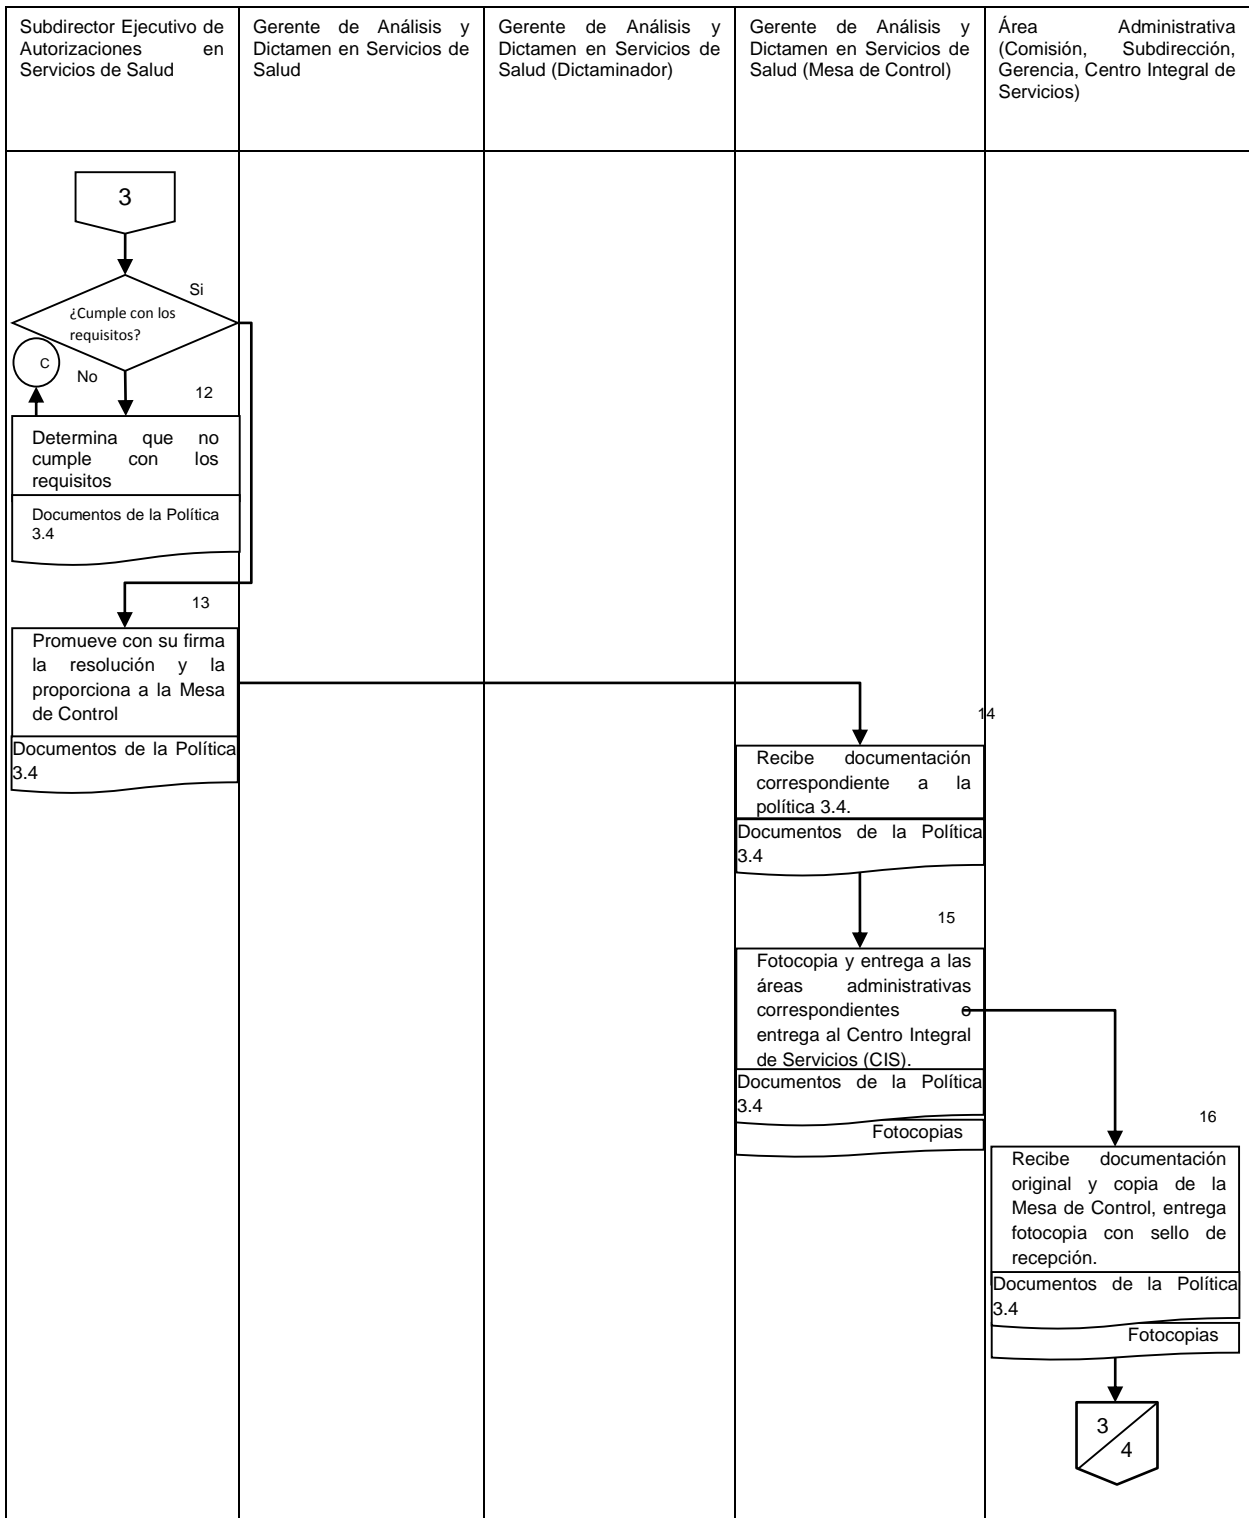 Subdirector Ejecutivo de
Autorizaciones en
Servicios de Salud
Gerente de Análisis y
Dictamen en Servicios de
Salud
Gerente de Análisis y
Dictamen en Servicios de
Salud (Dictaminador)
Gerente de Análisis y
Dictamen en Servicios de
Salud (Mesa de Control)
Área Administrativa
(Comisión, Subdirección,
Gerencia, Centro Integral de
Servicios)
3
Si
¿Cumple con los
requisitos?
C
No
12
Determina que no
cumple con los
requisitos
Documentos de la Política
3.4
13
Promueve con su firma
la resolución y la
proporciona a la Mesa
de Control
Documentos de la Política
3.4
14
Recibe documentación
correspondiente a la
política 3.4.
Documentos de la Política
3.4
15
Fotocopia y entrega a las
áreas administrativas
correspondientes o
entrega al Centro Integral
de Servicios (CIS).
Documentos de la Política
3.4
Fotocopias
16
Recibe documentación
original y copia de la
Mesa de Control, entrega
fotocopia con sello de
recepción.
Documentos de la Política
3.4
Fotocopias
3
4